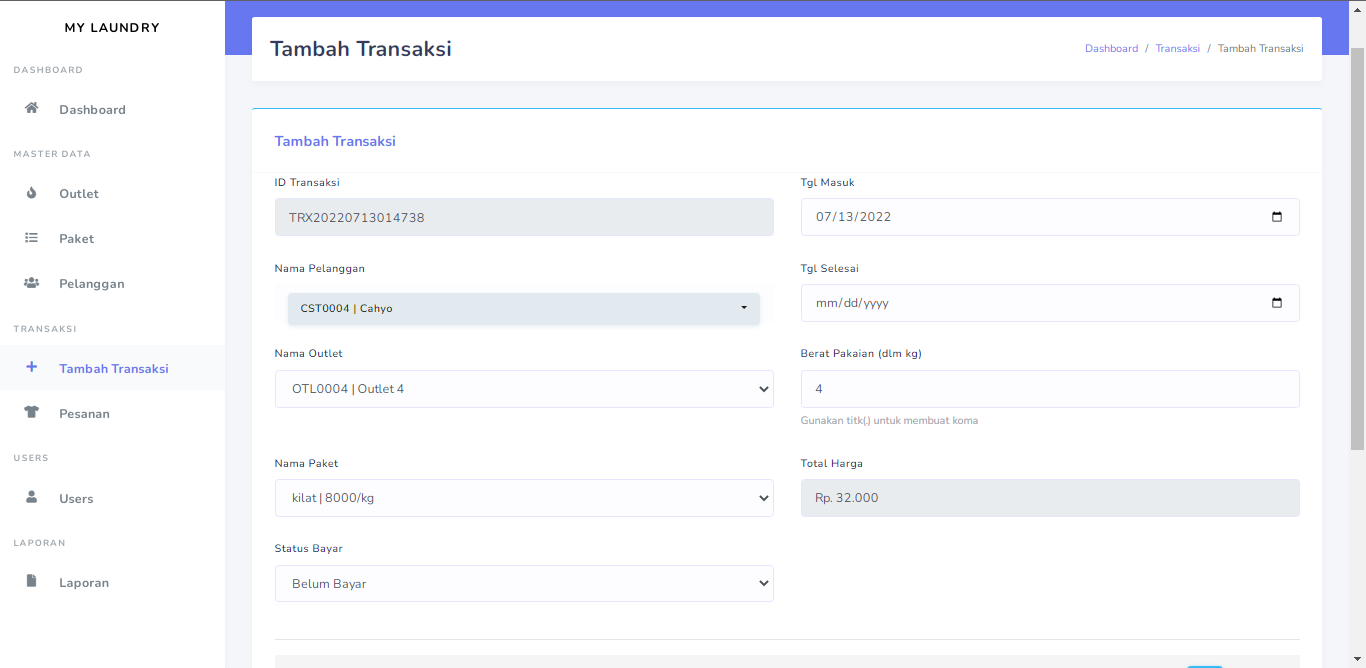 MY LAUNDRY
DASHBOARD
Dashboard
MASTER DATA
Outlet
Paket
Pelanggan
TRANSAKSI
Tambah Transaksi
Pesanan
USERS
Users
LAPORAN
Laporan
Tambah Transaksi
Dashboard / Transaksi / Tambah Transaksi
Tambah Transaksi
ID Transaksi
TRX20220713014738
Tgl Masuk
07/13/2022
Nama Pelanggan
CST0004 | Cahyo
Tgl Selesai
mm/dd/yyyy
Nama Outlet
OTL0004 | Outlet 4
Berat Pakaian (dlm kg)
4
Gunakan titk(.) untuk membuat koma
Nama Paket
kilat | 8000/kg
Total Harga
Rp. 32.000
Status Bayar
Belum Bayar